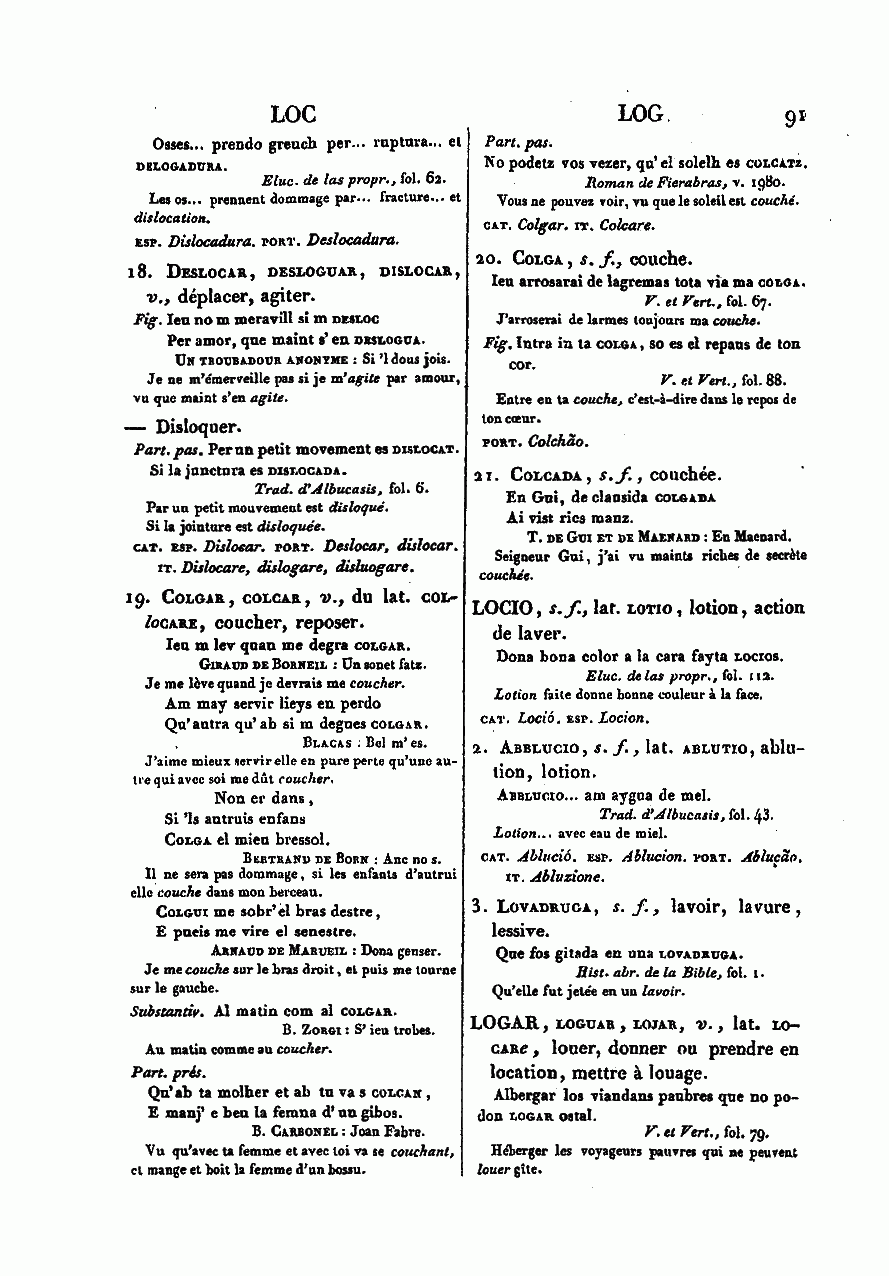 LOC
LOG.
91
Osses... prendo greuch per... ruptura... et
DELOGADURA.
Eluc. de las propr., fol. 62.
Les os... prennent dommage par... fracture... et
dislocation.
ESP. Dislocadura. PORT. Deslocadura.
18. DESLOCAR, DESLOGUAR, DISLOCAR,
v., déplacer, agiter.
Fig. Ieu no m meravill si m DESLOC
Per amor, que maint s'en DESLOGUA.
UN TROUBADOUR ANONYME : Si 'l dous jois.
Je ne m'émerveille pas si je m'agite par amour,
vu que maint s'en agite.
— Disloquer.
Part. pas. Per un petit movement es DISLOCAT.
Si la junctura es DISLOCADA.
Trad. d'Albucasis, fol. 6.
Par un petit mouvement est disloqué.
Si la jointure est disloquée.
CAT. ESP. Dislocar. PORT. Deslocar, dislocar.
IT. Dislocare, dislogare, disluogare.
19. COLGAR, COLCAR, v., du lat. COL-
loCARE, coucher, reposer.
Ieu m lev quan me degra COLGAR.
GIRAUD DE BORNEIL : Un sonet fatz.
Je me lève quand je devrais me coucher.
Am may servir lieys en perdo
Qu'autra qu'ab si m degnes COLGAR.
BLACAS : Bel m'es.
J'aime mieux servir elle en pure perte qu'une au-
tre qui avec soi me dût coucher.
Non er dans,
Si 'ls autruis enfans
COLGA el mieu bressol.
BERTRAND DE BORN : Anc no s.
Il ne sera pas dommage, si les enfants d'autrui
elle couche dans mon berceau.
COLGUI me sobr'el bras destre,
E pueis me vire el senestre.
ARNAUD DE MARUEIL : Dona genser.
Je me couche sur le bras droit, et puis me tourne
sur le gauche.
Substantiv. Al matin com al COLGAR.
B. ZORGI : S'ieu trobes.
Au matin comme au coucher.
Part. prés.
Qu'ab ta molher et ab tu va s COLCAN,
E manj' e beu la femna d'un gibos.
B. CARBONEL : Joan Fabre.
Vu qu'avec ta femme et avec toi va se couchant,
et mange et boit la femme d'un bossu.
Part. pas.
No podetz vos vezer, qu'el solelh es COLCATZ.
Roman de Fierabras, v. 1980.
Vous ne pouvez voir, vu que le soleil est couché.
CAT. Colgar. IT. Colcare.
20. COLGA, s. f., couche.
Ieu arrosarai de lagremas tota via ma COLGA.
V. et Vert., fol. 67.
J'arroserai de larmes toujours ma couche.
Fig. Intra in ta COLGA, so es el repaus de ton
cor.
V. et Vert., fol. 88.
Entre en ta couche, c'est-à-dire dans le repos de
ton cœur.
PORT. Colchão.
21. COLCADA, s. f., couchée.
En Gui, de clausida COLGADA
Ai vist rics manz.
T. DE GUI ET DE MAENARD : En Maenard.
Seigneur Gui, j'ai vu maints riches de secrète
couchée.
LOCIO, s. f., lat. LOTIO, lotion, action
de laver.
Dona bona color a la cara fayta LOCIOS.
Eluc. de las propr., fol. 112.
Lotion faite donne bonne couleur à la face.
CAT. Loció. ESP. Locion.
2. ABBLUCIO, s. f., lat. ABLUTIO, ablu-
tion, lotion.
ABBLUCIO... am aygua de mel.
Trad. d'Albucasis, fol. 43.
Lotion... avec eau de miel.
CAT. Ablució. ESP. Ablucion. PORT. Ablução.
IT. Abluzione.
3. LOVADRUGA, s. f., lavoir, lavure,
lessive.
Que fos gitada en una LOVADRUGA.
Hist. abr. de la Bible, fol. 1.
Qu'elle fut jetée en un lavoir.
LOGAR, LOGUAR, LOJAR, v., lat. LO-
CARe, louer, donner ou prendre en
location, mettre à louage.
Albergar los viandans paubres que no po-
don LOGAR ostal.
V. et Vert., fol. 79.
Héberger les voyageurs pauvres qui ne peuvent
louer gîte.